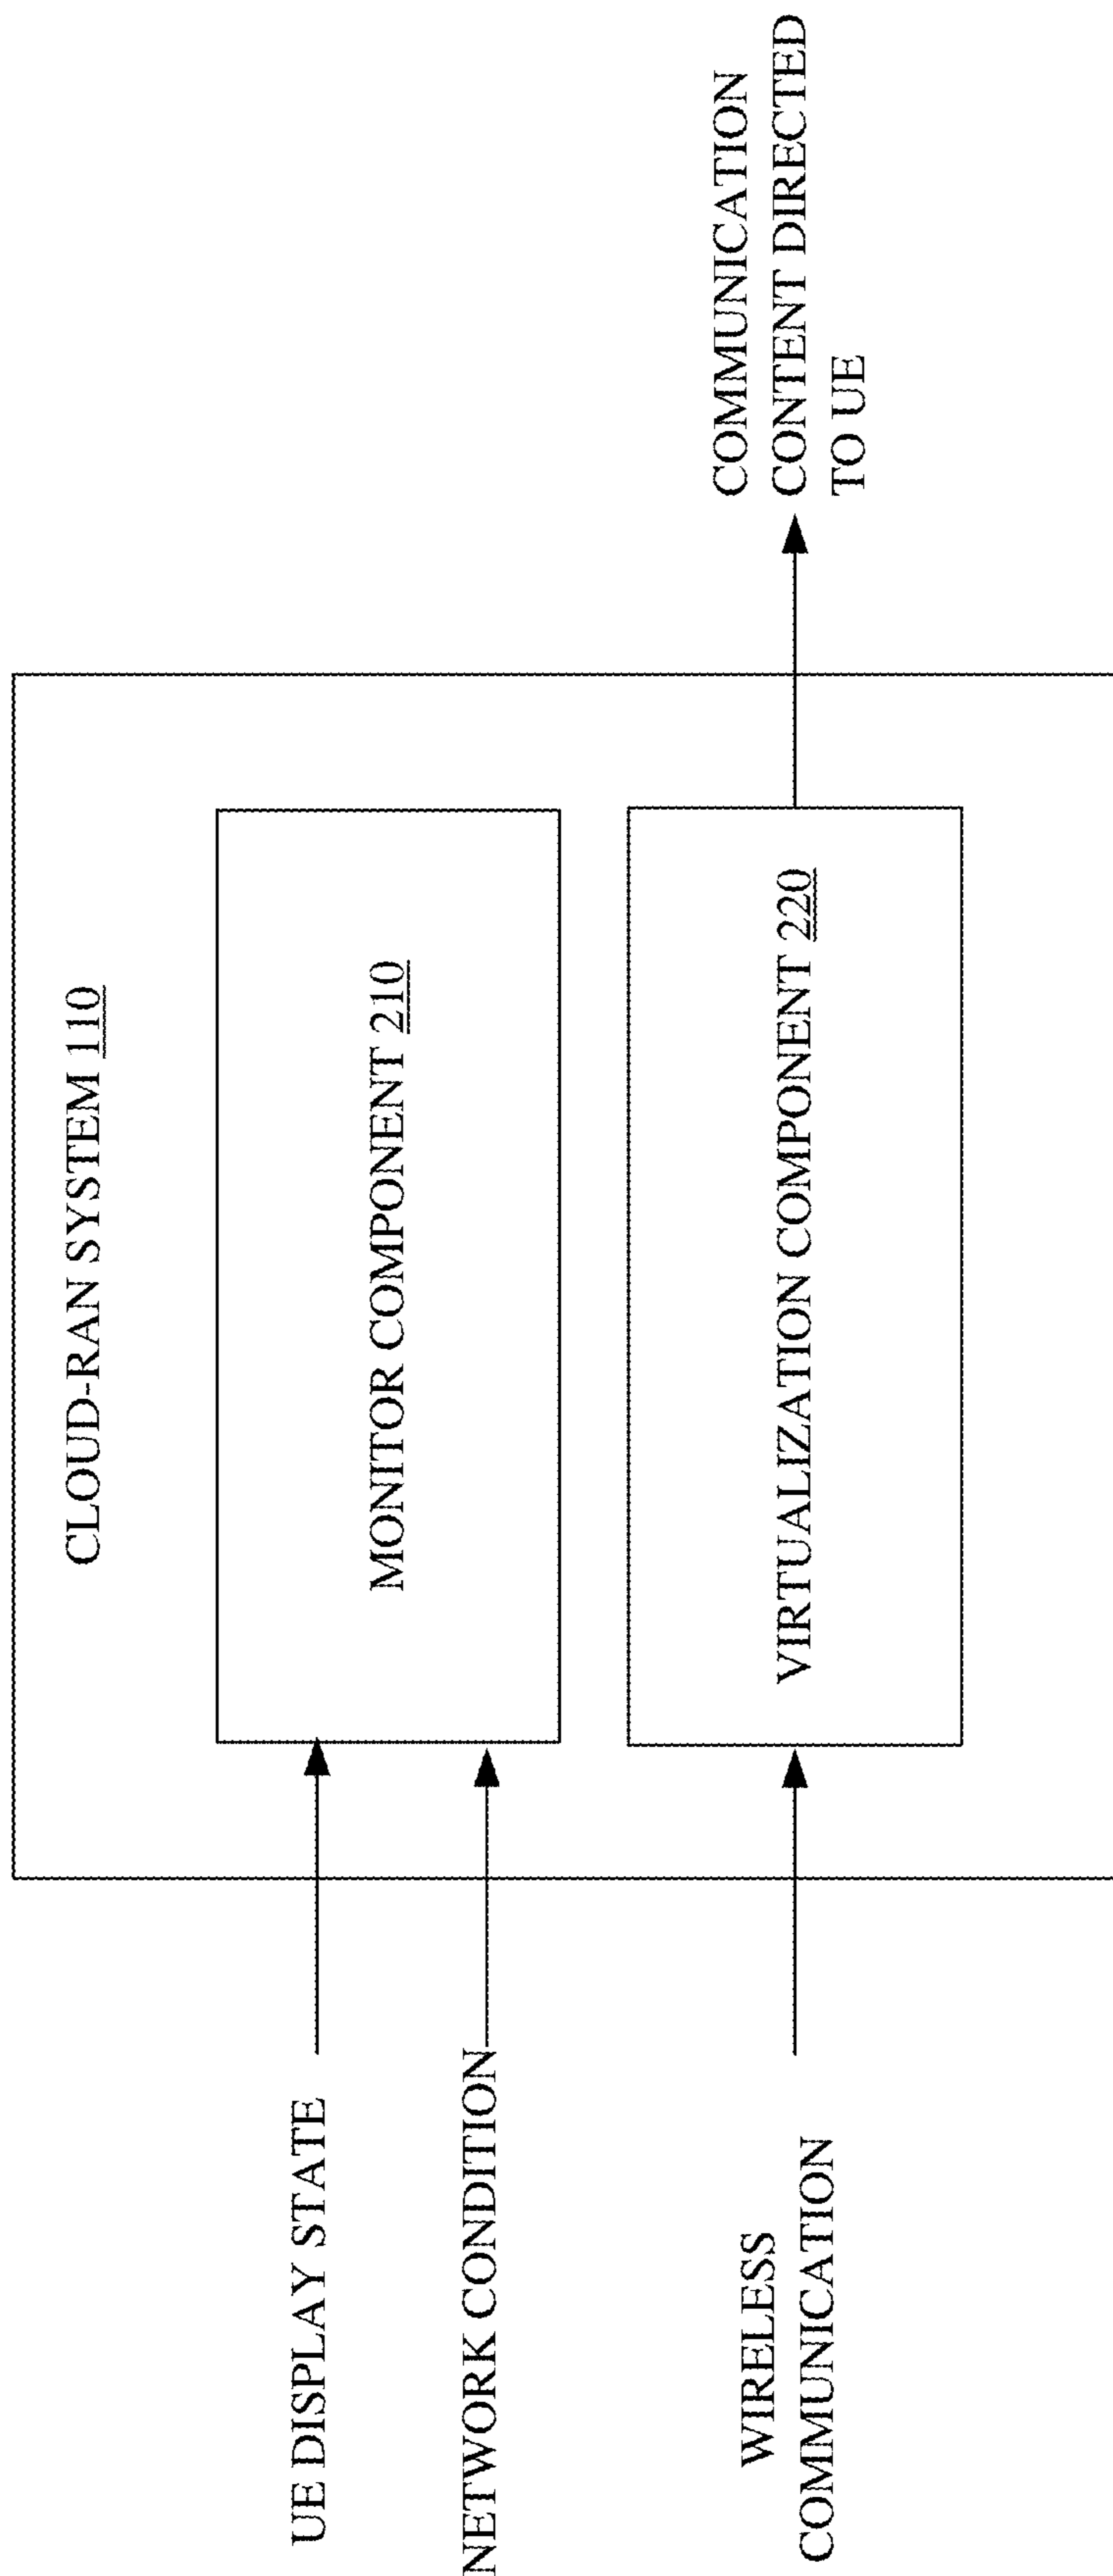 CLOUD-RAN SYSTEM 110
UE DISPLAY STATE
MONITOR COMPONENT 210
NETWORK CONDITION
WIRELESS
COMMUNICATION
VIRTUALIZATION COMPONENT 220
COMMUNICATION
CONTENT DIRECTED
TO UE